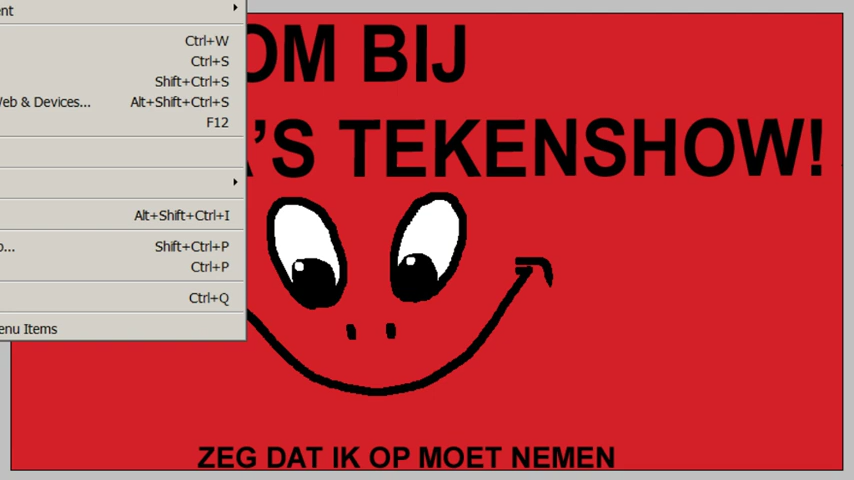 ent
Ctrl+W
Ctrl+S
Shift+Ctrl+S
Web & Devices... Alt+Shift+Ctrl+S
F12
Alt+Shift+Ctrl+I
Shift+Ctrl+P
Ctrl+P
Ctrl+Q
enu Items
OM BIJ
'S TEKENSHOW!
ZEG DAT IK OP MOET NEMEN